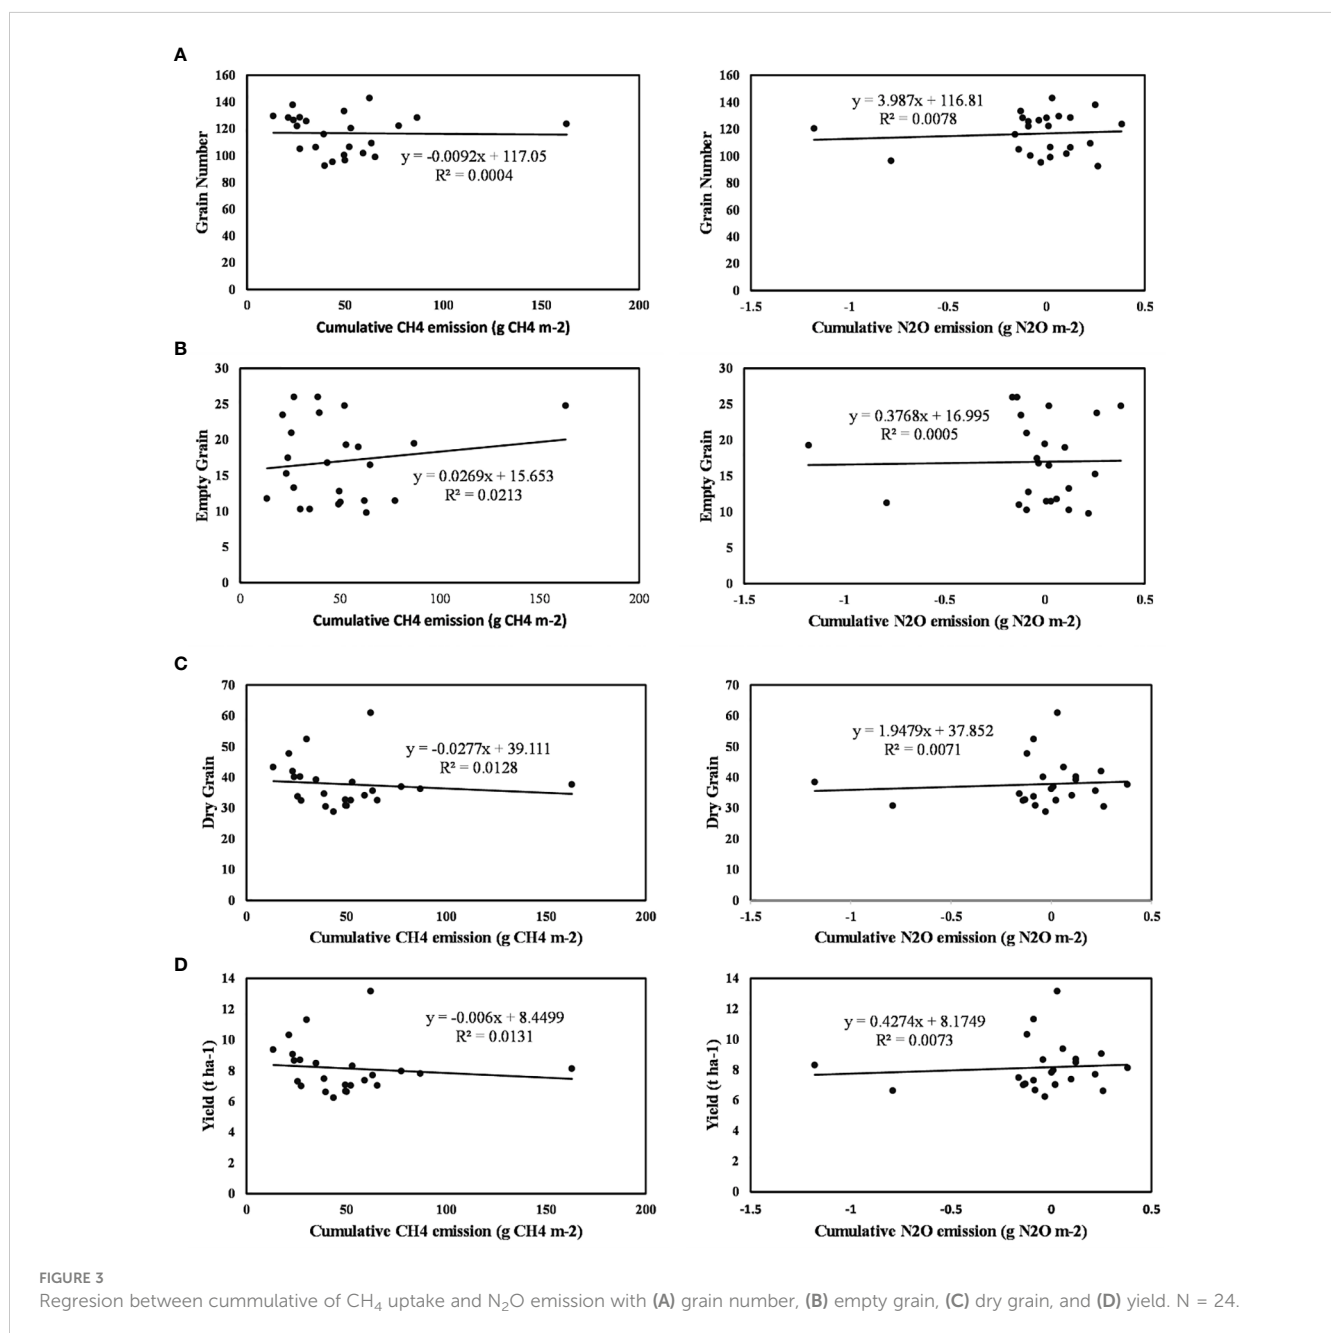 A
160
140
120
100
80
60
40
20
0
Grain Number
y = -0.0092x + 117.05
R² = 0.0004
0 50 100 150 200
Cumulative CH4 emission (g CH4 m-2)
160
140
120
100
80
60
40
20
0
Grain Number
y = 3.987x + 116.81
R² = 0.0078
-1.5 -1 -0.5 0 0.5
Cumulative N2O emission (g N2O m-2)
B
30
25
20
15
10
5
0
Empty Grain
y = 0.0269x + 15.653
R² = 0.0213
0 50 100 150 200
Cumulative CH4 emission (g CH4 m-2)
30
25
20
15
10
5
0
Empty Grain
y = 0.3768x + 16.995
R² = 0.0005
-1.5 -1 -0.5 0 0.5
Cumulative N2O emission (g N2O m-2)
C
70
60
50
40
30
20
10
0
Dry Grain
y = -0.0277x + 39.111
R² = 0.0128
0 50 100 150 200
Cumulative CH4 emission (g CH4 m-2)
70
60
50
40
30
20
10
0
Dry Grain
y = 1.9479x + 37.852
R² = 0.0071
-1.5 -1 -0.5 0 0.5
Cumulative N2O emission (g N2O m-2)
D
14
12
10
8
6
4
2
0
Yield (t ha-1)
y = -0.006x + 8.4499
R² = 0.0131
0 50 100 150 200
Cumulative CH4 emission (g CH4 m-2)
14
12
10
8
6
4
2
0
Yield (t ha-1)
y = 0.4274x + 8.1749
R² = 0.0073
-1.5 -1 -0.5 0 0.5
Cumulative N2O emission (g N2O m-2)
FIGURE 3
Regresion between cummulative of CH₄ uptake and N₂O emission with (A) grain number, (B) empty grain, (C) dry grain, and (D) yield. N = 24.